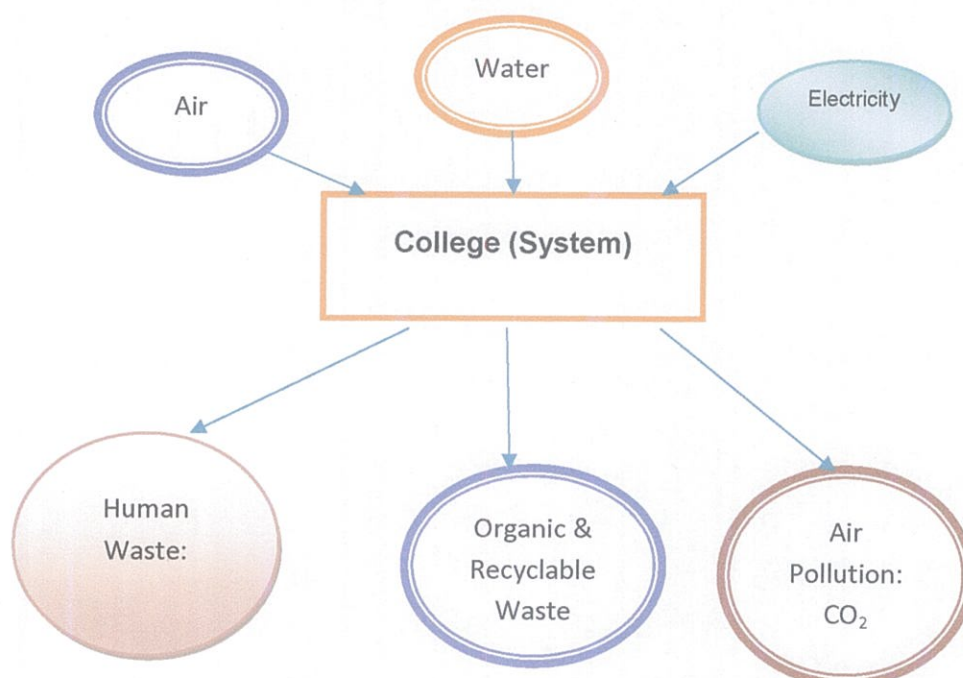 Air
Water
Electricity
College (System)
Human
Waste:
Organic &
Recyclable
Waste
Air
Pollution:
CO₂